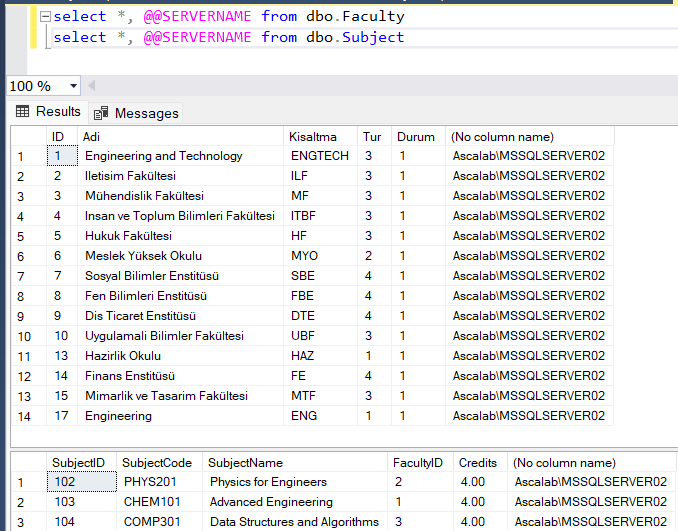 select *, @@SERVERNAME from dbo.Faculty
select *, @@SERVERNAME from dbo.Subject
100 %
Results Messages
ID Adi Kisaltma Tur Durum (No column name)
1 1 Engineering and Technology ENGTECH 3 1 Ascalab\MSSQLSERVER02
2 2 Iletisim Fakültesi ILF 3 1 Ascalab\MSSQLSERVER02
3 3 Mühendislik Fakültesi MF 3 1 Ascalab\MSSQLSERVER02
4 4 Insan ve Toplum Bilimleri Fakültesi ITBF 3 1 Ascalab\MSSQLSERVER02
5 5 Hukuk Fakültesi HF 3 1 Ascalab\MSSQLSERVER02
6 6 Meslek Yüksek Okulu MYO 2 1 Ascalab\MSSQLSERVER02
7 7 Sosyal Bilimler Enstitüsü SBE 4 1 Ascalab\MSSQLSERVER02
8 8 Fen Bilimleri Enstitüsü FBE 4 1 Ascalab\MSSQLSERVER02
9 9 Dis Ticaret Enstitüsü DTE 4 1 Ascalab\MSSQLSERVER02
10 10 Uygulamali Bilimler Fakültesi UBF 3 1 Ascalab\MSSQLSERVER02
11 13 Hazirlik Okulu HAZ 1 1 Ascalab\MSSQLSERVER02
12 14 Finans Enstitüsü FE 4 1 Ascalab\MSSQLSERVER02
13 15 Mimarlik ve Tasarim Fakültesi MTF 3 1 Ascalab\MSSQLSERVER02
14 17 Engineering ENG 1 1 Ascalab\MSSQLSERVER02
SubjectID SubjectCode SubjectName FacultyID Credits (No column name)
1 102 PHYS201 Physics for Engineers 2 4.00 Ascalab\MSSQLSERVER02
2 103 CHEM101 Advanced Engineering 1 4.00 Ascalab\MSSQLSERVER02
3 104 COMP301 Data Structures and Algorithms 3 4.00 Ascalab\MSSQLSERVER02